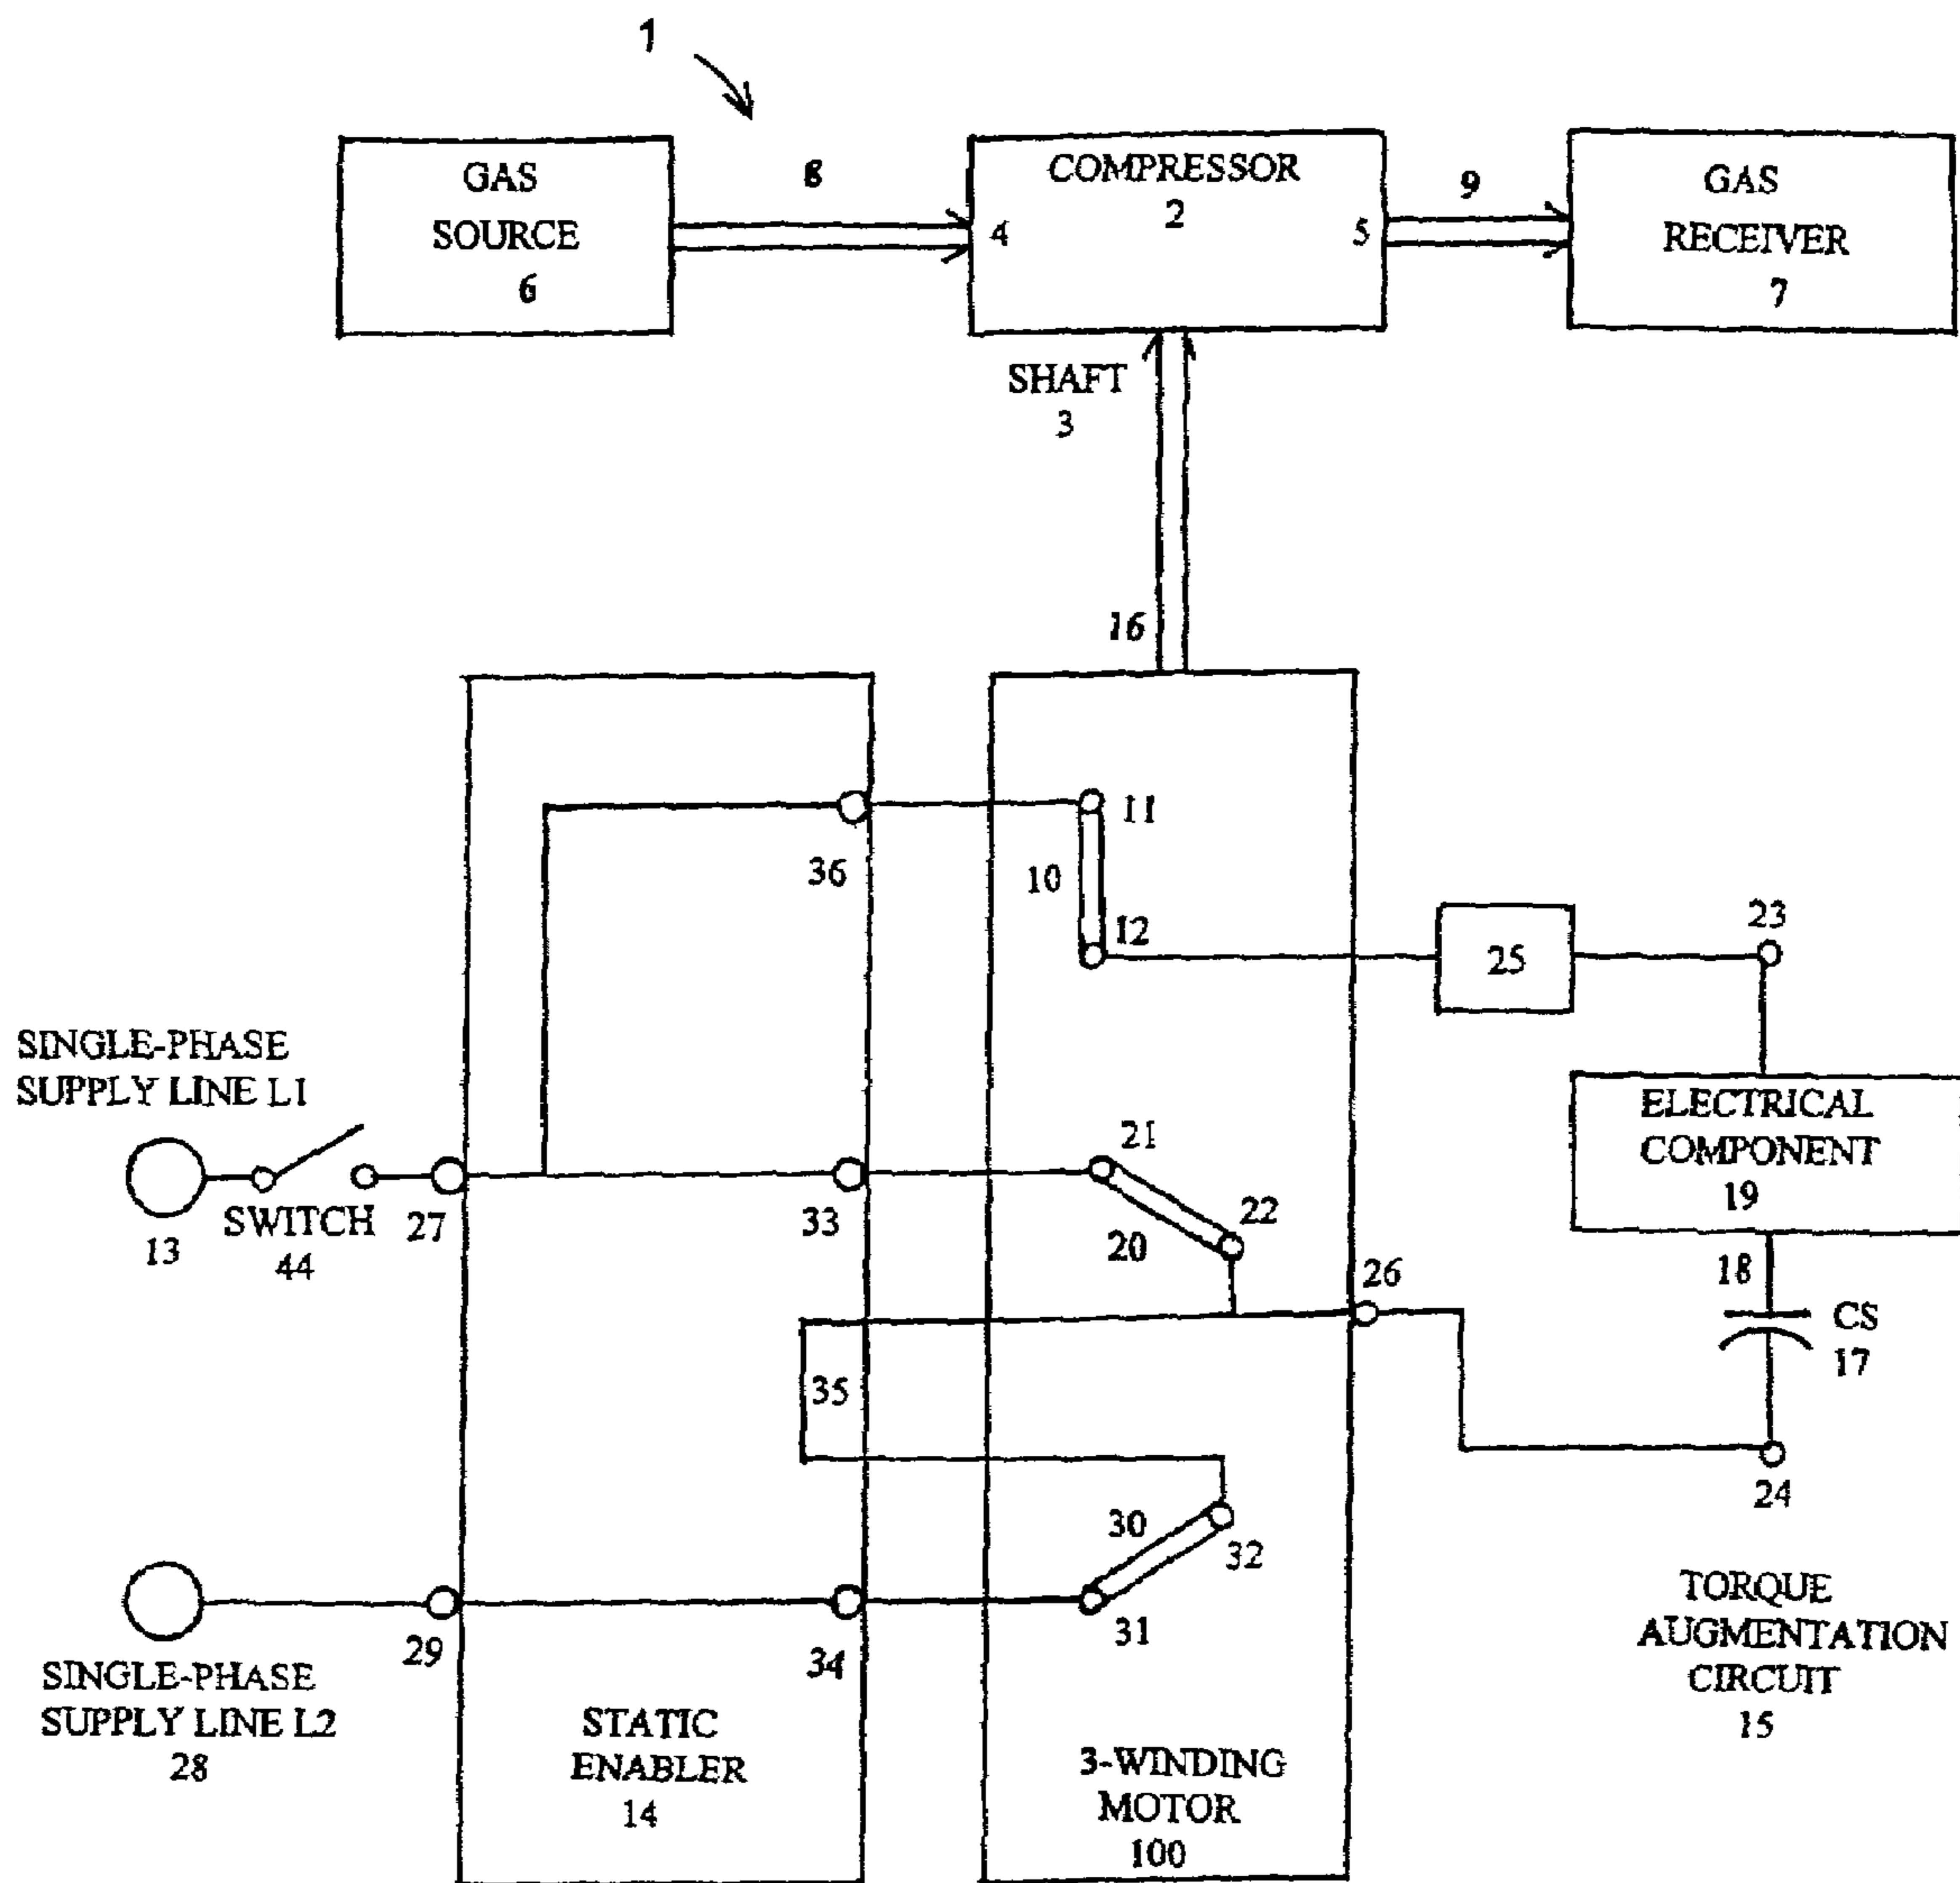 1
GAS
SOURCE
6
8
4
COMPRESSOR
2
5
9
GAS
RECEIVER
7
SHAFT
3
16
36
11
10
12
25
23
SINGLE-PHASE
SUPPLY LINE L1
13
SWITCH
44
27
33
21
20
22
26
ELECTRICAL
COMPONENT
19
18
CS
17
24
35
30
32
31
29
34
SINGLE-PHASE
SUPPLY LINE L2
28
STATIC
ENABLER
14
3-WINDING
MOTOR
100
TORQUE
AUGMENTATION
CIRCUIT
15